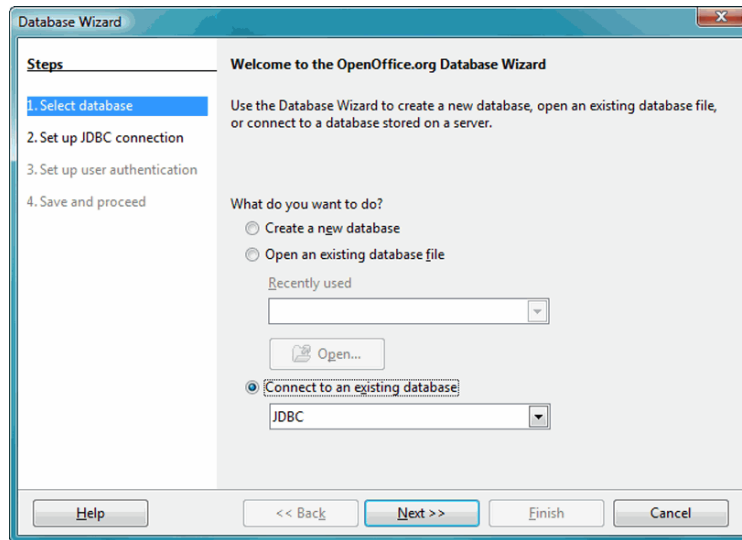 Database Wizard
Steps
1. Select database
2. Set up JDBC connection
3. Set up user authentication
4. Save and proceed
Welcome to the OpenOffice.org Database Wizard
Use the Database Wizard to create a new database, open an existing database file,
or connect to a database stored on a server.
What do you want to do?
Create a new database
Open an existing database file
Recently used
Open...
Connect to an existing database
JDBC
Help
<< Back
Next >>
Finish
Cancel